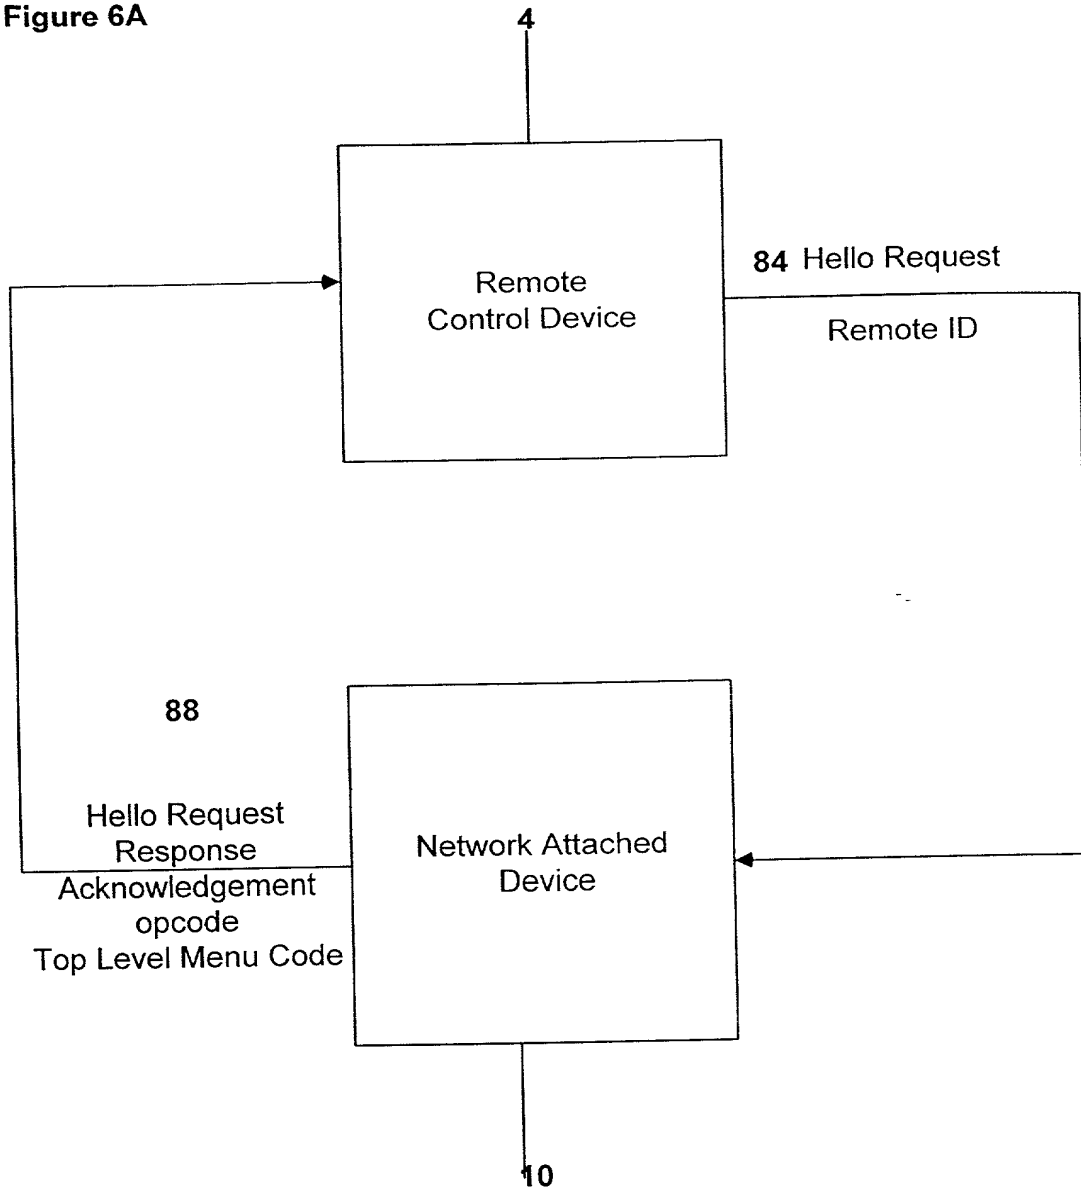 Figure 6A
4
Remote
Control Device
84 Hello Request
Remote ID
88
Hello Request
Response
Acknowledgement
opcode
Top Level Menu Code
Network Attached
Device
10